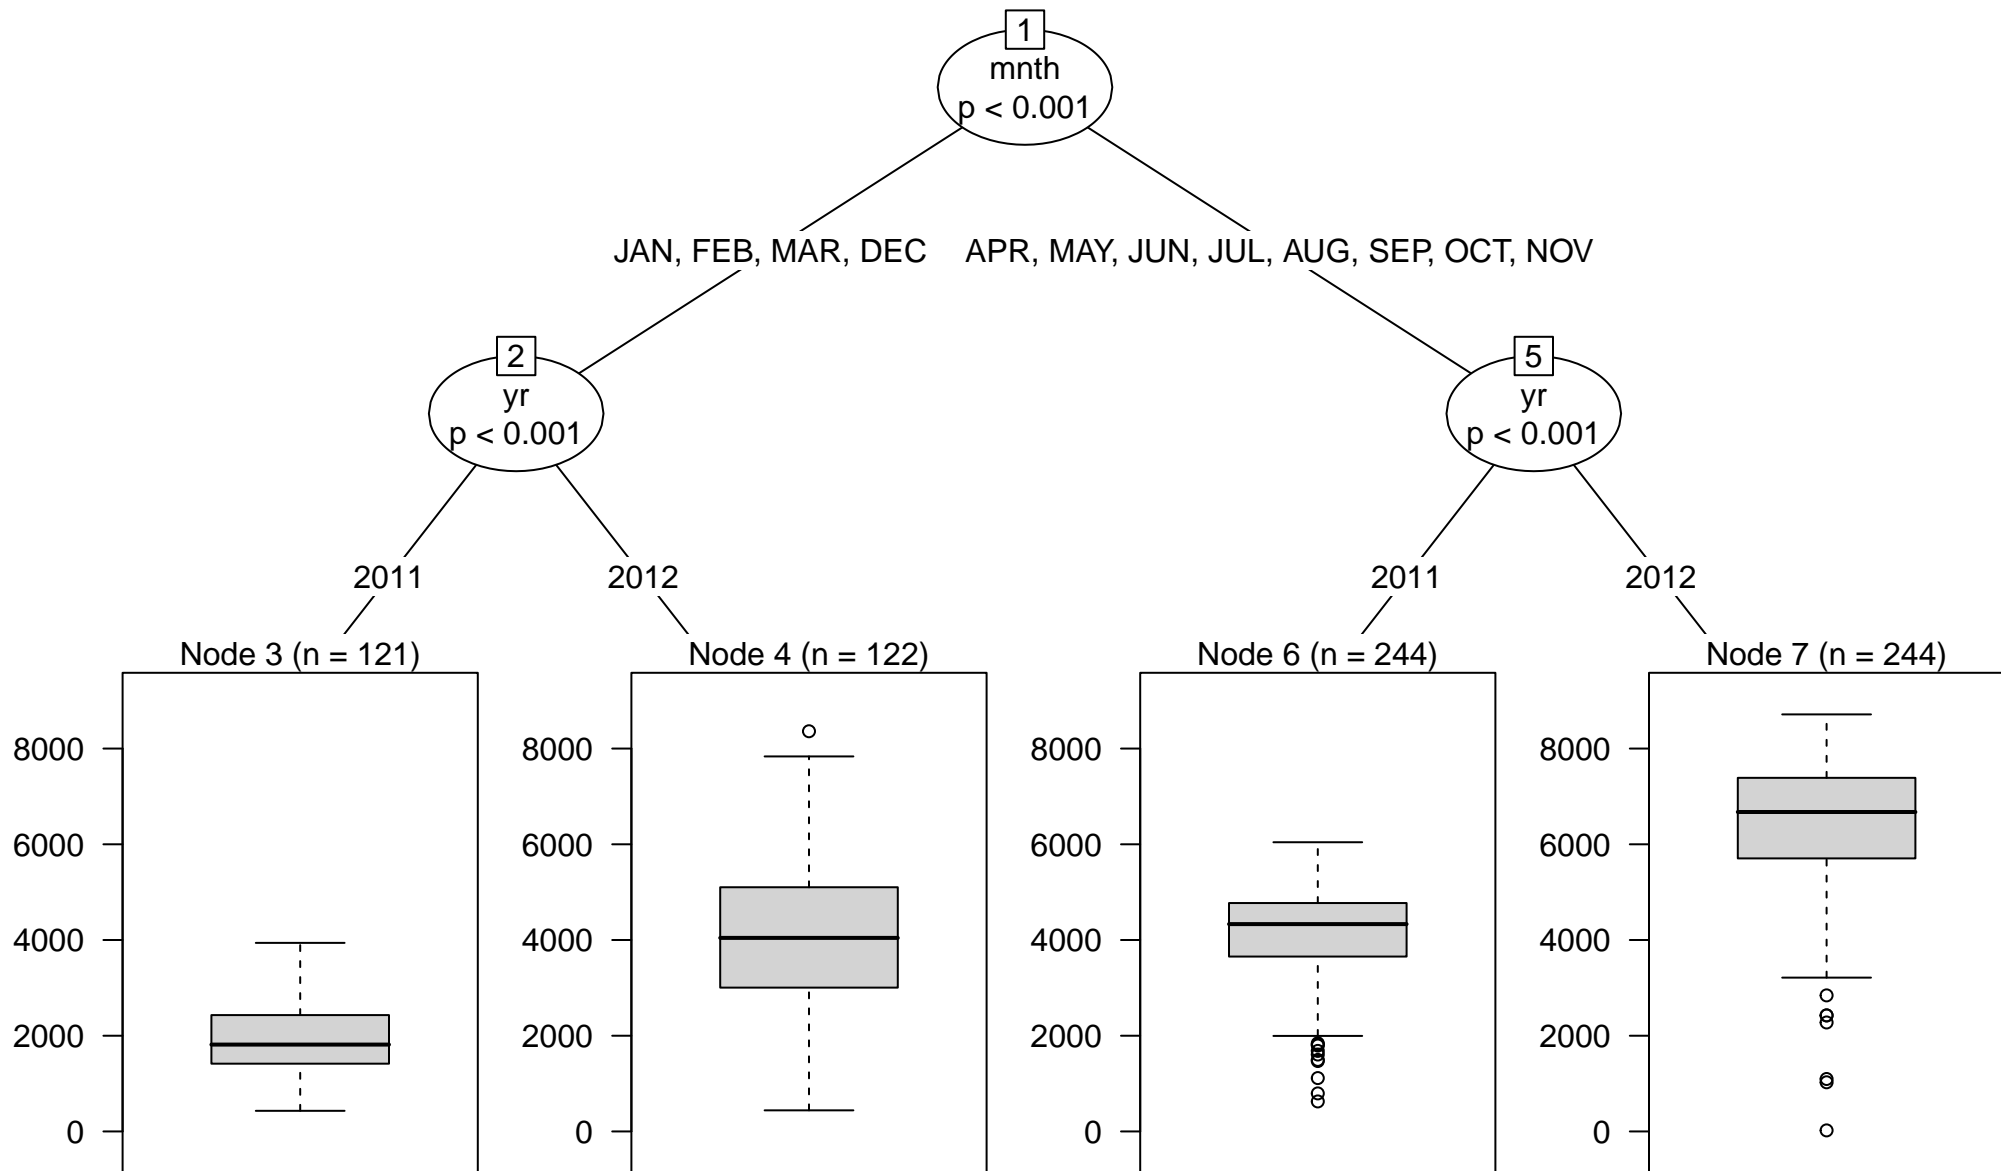 1
mnth
p < 0.001
JAN, FEB, MAR, DEC
APR, MAY, JUN, JUL, AUG, SEP, OCT, NOV
2
yr
p < 0.001
5
yr
p < 0.001
2011
2012
2011
2012
Node 3 (n = 121)
8000
6000
4000
2000
0
Node 4 (n = 122)
8000
6000
4000
2000
0
Node 6 (n = 244)
8000
6000
4000
2000
0
Node 7 (n = 244)
8000
6000
4000
2000
0